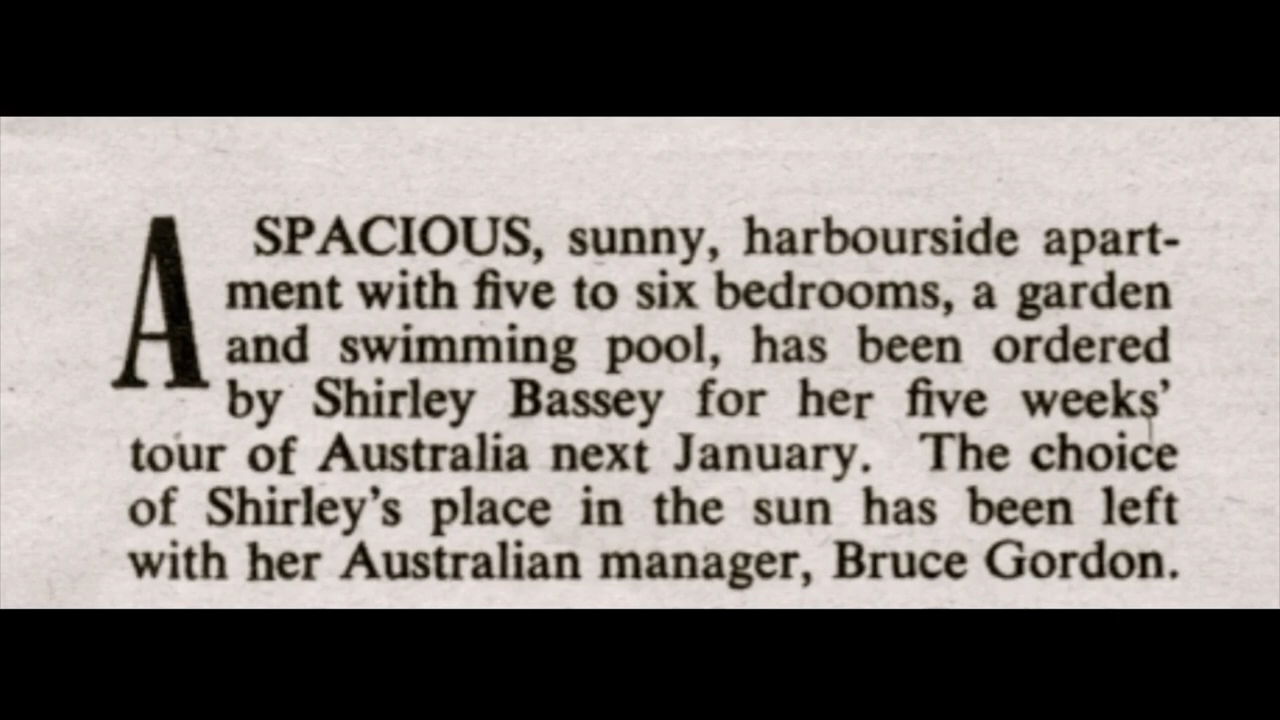 A SPACIOUS, sunny, harbourside apart-
ment with five to six bedrooms, a garden
and swimming pool, has been ordered
by Shirley Bassey for her five weeks'
tour of Australia next January. The choice
of Shirley's place in the sun has been left
with her Australian manager, Bruce Gordon.